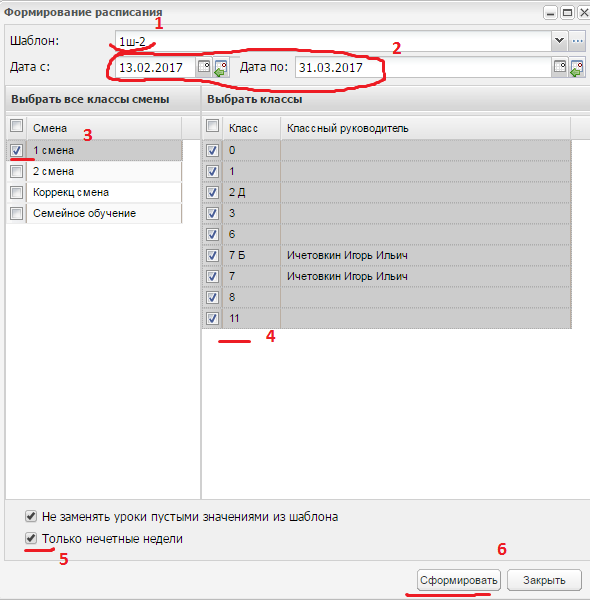 Формирование расписания
1
Шаблон: 1ш-2 ...
2
Дата с: 13.02.2017 Дата по: 31.03.2017
Выбрать все классы смены Выбрать классы
Смена Класс Классный руководитель
3
1 смена 0
2 смена 1
Коррекц смена 2 Д
Семейное обучение 3
6
7 Б Ичетовкин Игорь Ильич
7 Ичетовкин Игорь Ильич
8
11
4
Не заменять уроки пустыми значениями из шаблона
Только нечетные недели
5
6
Сформировать Закрыть